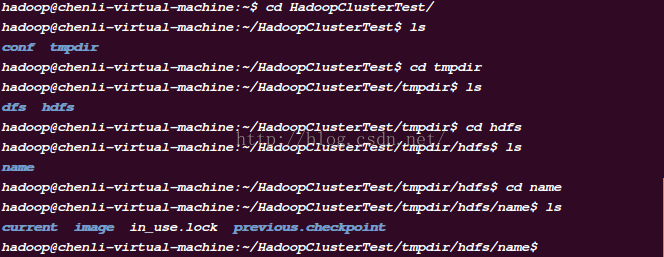 hadoop@chenli-virtual-machine:~$ cd HadoopClusterTest/
hadoop@chenli-virtual-machine:~/HadoopClusterTest$ ls
conf  tmpdir
hadoop@chenli-virtual-machine:~/HadoopClusterTest$ cd tmpdir
hadoop@chenli-virtual-machine:~/HadoopClusterTest/tmpdir$ ls
dfs  hdfs
hadoop@chenli-virtual-machine:~/HadoopClusterTest/tmpdir$ cd hdfs
http://blog.csdn.net/
hadoop@chenli-virtual-machine:~/HadoopClusterTest/tmpdir/hdfs$ ls
name
hadoop@chenli-virtual-machine:~/HadoopClusterTest/tmpdir/hdfs$ cd name
hadoop@chenli-virtual-machine:~/HadoopClusterTest/tmpdir/hdfs/name$ ls
current  image  in_use.lock  previous.checkpoint
hadoop@chenli-virtual-machine:~/HadoopClusterTest/tmpdir/hdfs/name$